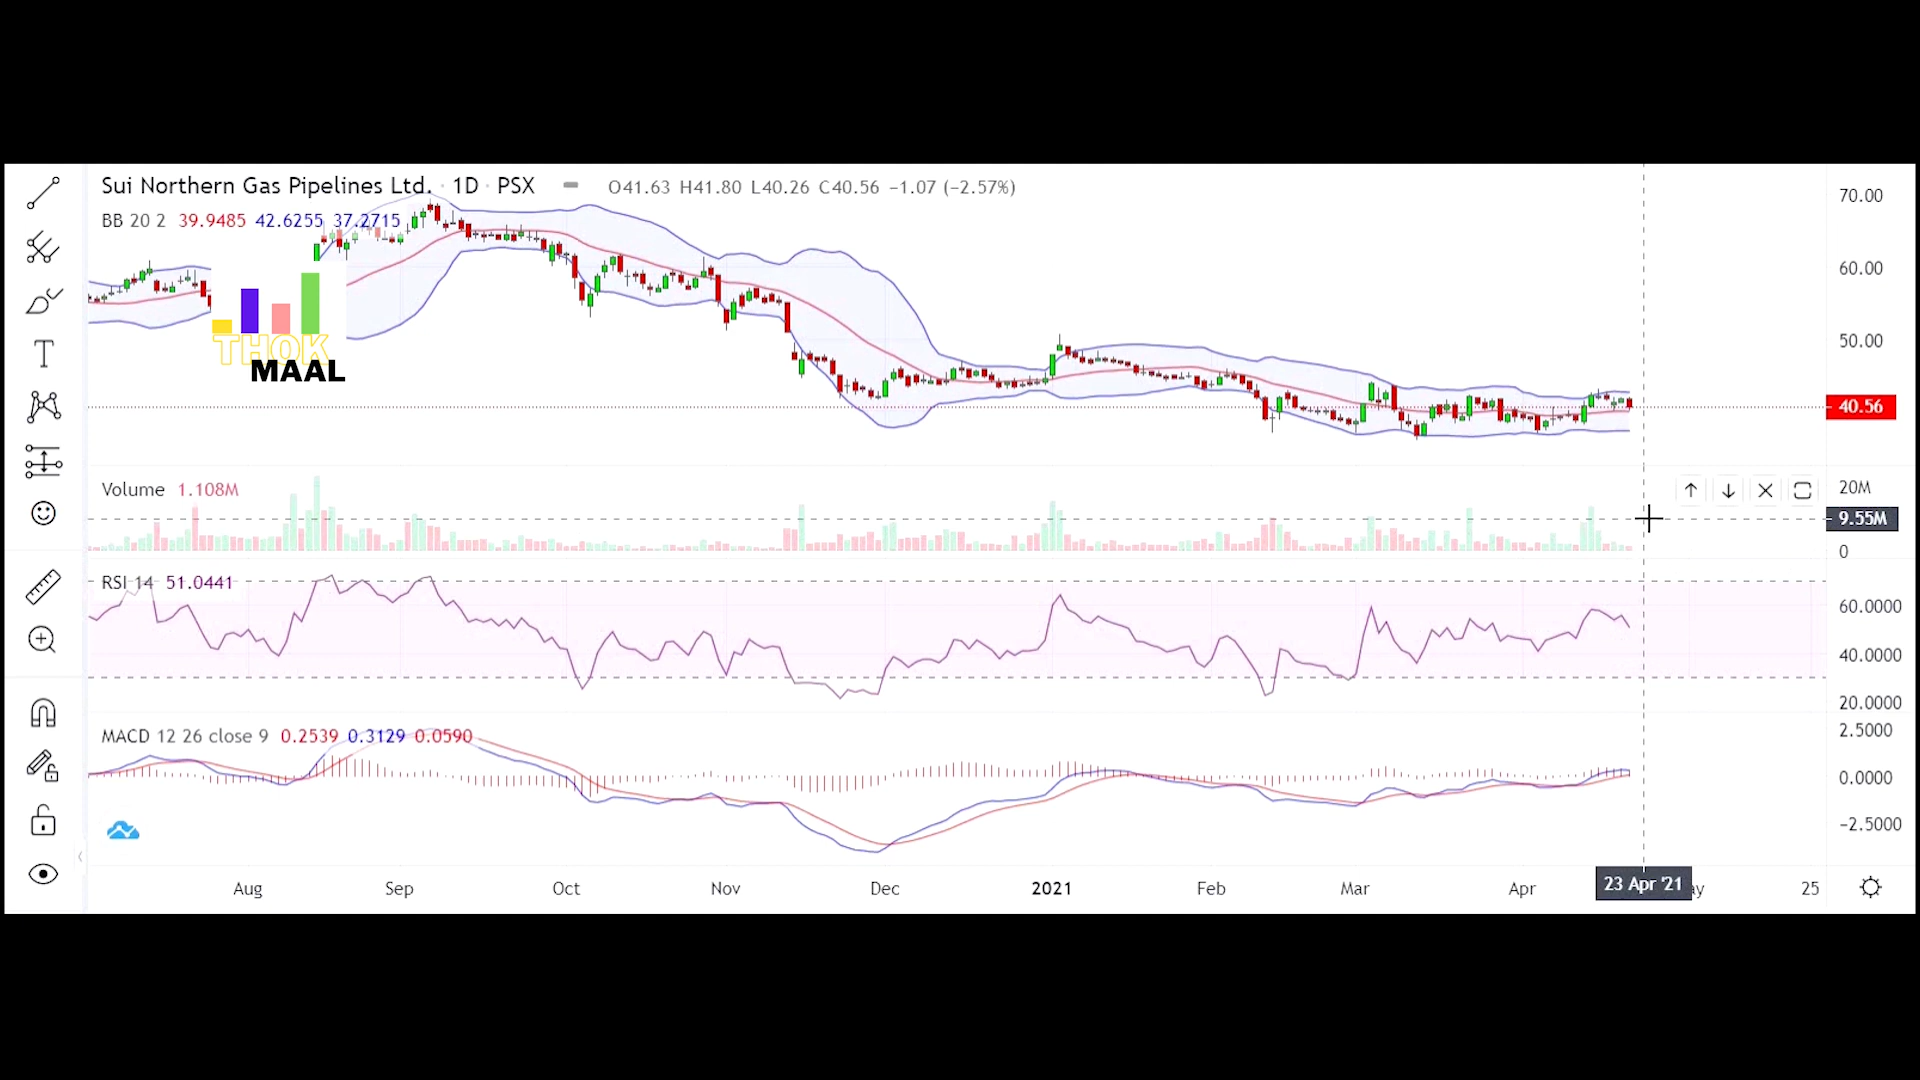 Sui Northern Gas Pipelines Ltd. · 1D · PSX O41.63 H41.80 L40.26 C40.56 −1.07 (−2.57%)
BB 20 2 39.9485 42.6255 37.2715
70.00
60.00
50.00
40.56
THOK
MAAL
Volume 1.108M
20M
9.55M
0
RSI 14 51.0441
60.0000
40.0000
20.0000
MACD 12 26 close 9 0.2539 0.3129 0.0590
2.5000
0.0000
−2.5000
Aug Sep Oct Nov Dec 2021 Feb Mar Apr 23 Apr '21 ay 25